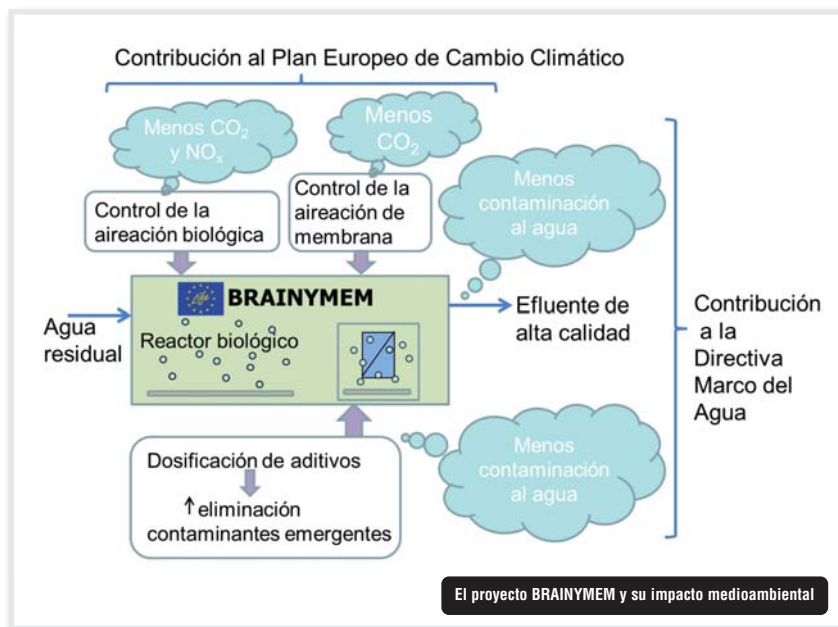 Contribución al Plan Europeo de Cambio Climático
Menos CO₂
y NOₓ
Menos
CO₂
Control de la
aireación biológica
Control de la
aireación de
membrana
Menos
contaminación
al agua
life
BRAINYMEM
Agua
residual
Reactor biológico
Efluente de
alta calidad
Contribución
a la
Directiva
Marco del
Agua
Dosificación de aditivos
↑eliminación
contaminantes emergentes
Menos
contaminación
al agua
El proyecto BRAINYMEM y su impacto medioambiental